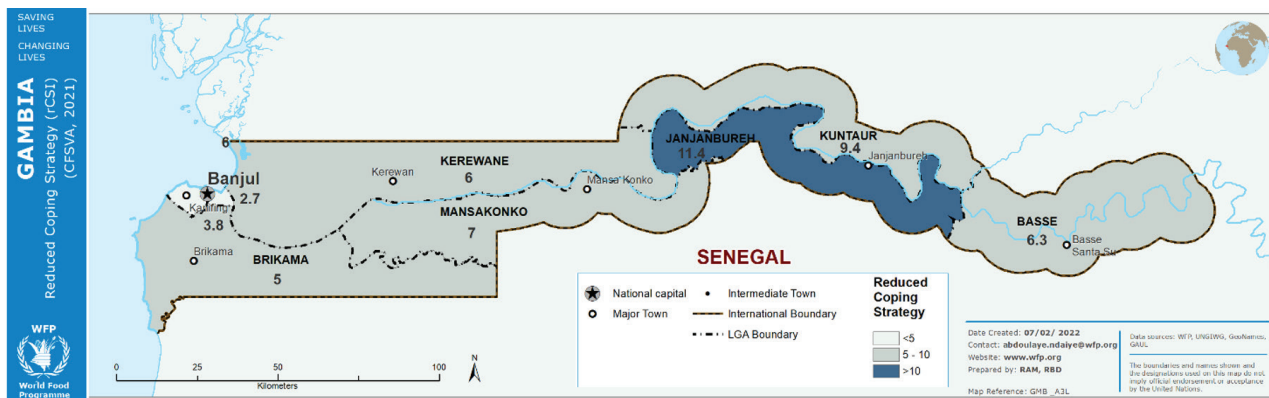 SAVING
LIVES
CHANGING
LIVES
GAMBIA
Reduced Coping Strategy (rCSI)
(CFSVA, 2021)
WFP
World Food
Programme
6
Banjul
2.7
Kanifing
3.8
Brikama
BRIKAMA
5
Kerewan
KEREWANE
6
MANSAKONKO
7
Mansa Konko
JANJANBUREH
11.4
KUNTAUR
9.4
Janjanbureh
BASSE
6.3
Basse
Santa Su
SENEGAL
National capital
Major Town
Intermediate Town
International Boundary
LGA Boundary
Reduced
Coping
Strategy
<5
5 - 10
>10
0 25 50 100
Kilometers
N
Date Created: 07/02/ 2022
Contact: abdoulaye.ndaiye@wfp.org
Website: www.wfp.org
Prepared by: RAM, RBD
Map Reference: GMB _A3L
Data sources: WFP, UNGIWG, GeoNames,
GAUL
The boundaries and names shown and
the designations used on this map do not
imply official endorsement or acceptance
by the United Nations.